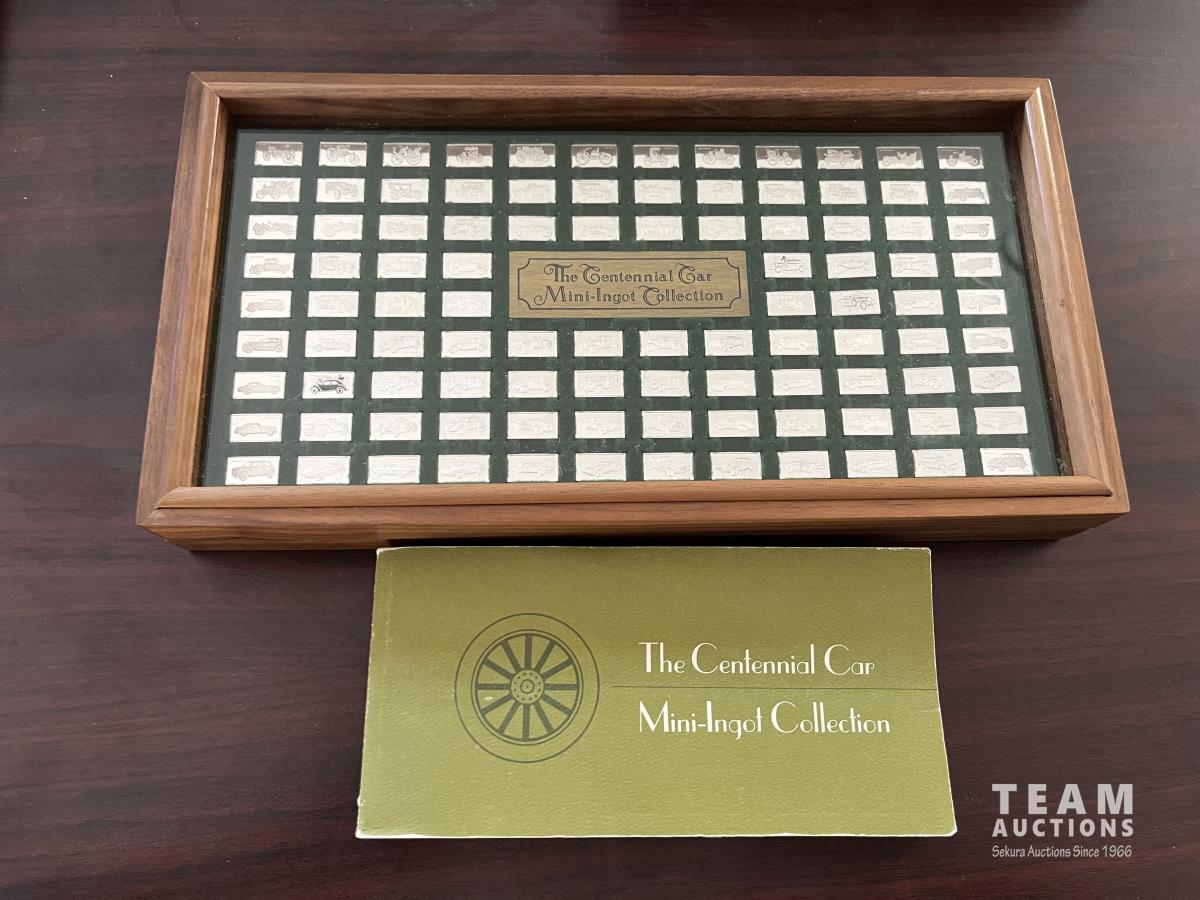 The Centennial Car
Mini-Ingot Collection
The Centennial Car
Mini-Ingot Collection
TEAM
AUCTIONS
Sekura Auctions Since 1966